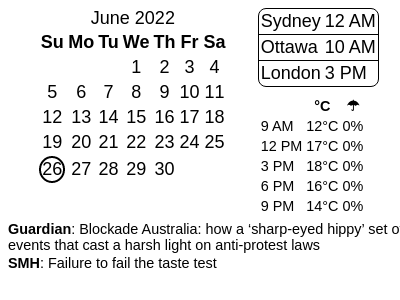 June 2022
Su Mo Tu We Th Fr Sa
1 2 3 4
5 6 7 8 9 10 11
12 13 14 15 16 17 18
19 20 21 22 23 24 25
26 27 28 29 30
Sydney 12 AM
Ottawa 10 AM
London 3 PM
°C ☂
9 AM 12°C 0%
12 PM 17°C 0%
3 PM 18°C 0%
6 PM 16°C 0%
9 PM 14°C 0%
Guardian: Blockade Australia: how a ‘sharp-eyed hippy’ set o
events that cast a harsh light on anti-protest laws
SMH: Failure to fail the taste test